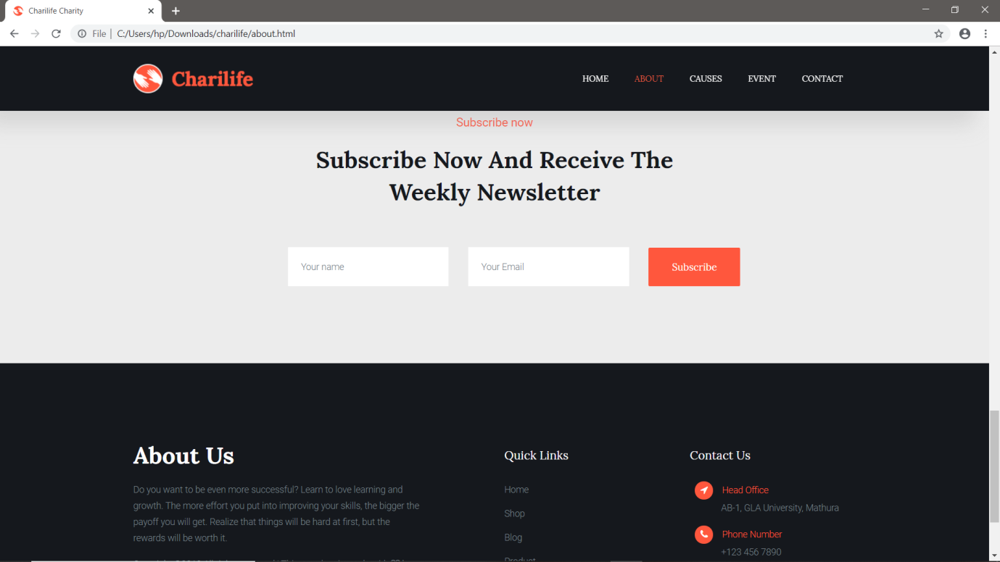 Charilife Charity
File | C:/Users/hp/Downloads/charilife/about.html
Charilife
HOME ABOUT CAUSES EVENT CONTACT
Subscribe now
Subscribe Now And Receive The
Weekly Newsletter
Your name Your Email Subscribe
About Us
Do you want to be even more successful? Learn to love learning and
growth. The more effort you put into improving your skills, the bigger the
payoff you will get. Realize that things will be hard at first, but the
rewards will be worth it.
Quick Links
Home
Shop
Blog
Product
Contact Us
Head Office
AB-1, GLA University, Mathura
Phone Number
+123 456 7890